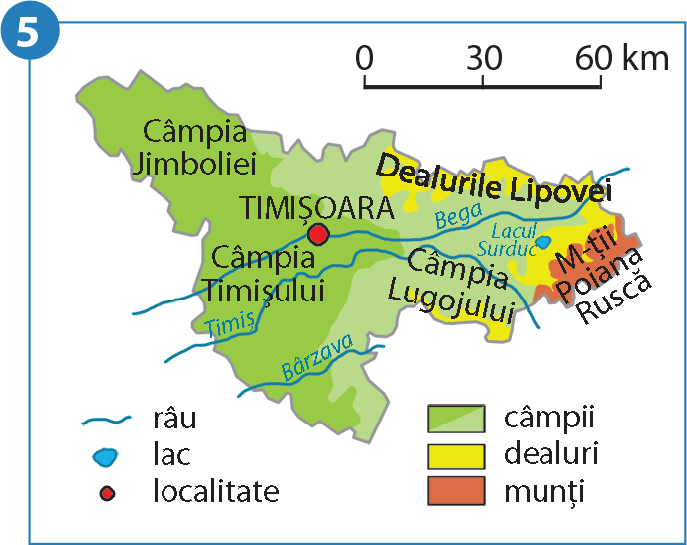 5
0 30 60 km
Câmpia
Jimboliei
Dealurile Lipovei
TIMIȘOARA
Bega
Lacul
Surduc
Câmpia
Timișului
Câmpia
Lugojului
M-ții
Poiana
Ruscă
Timiș
Bârzava
râu
lac
localitate
câmpii
dealuri
munți